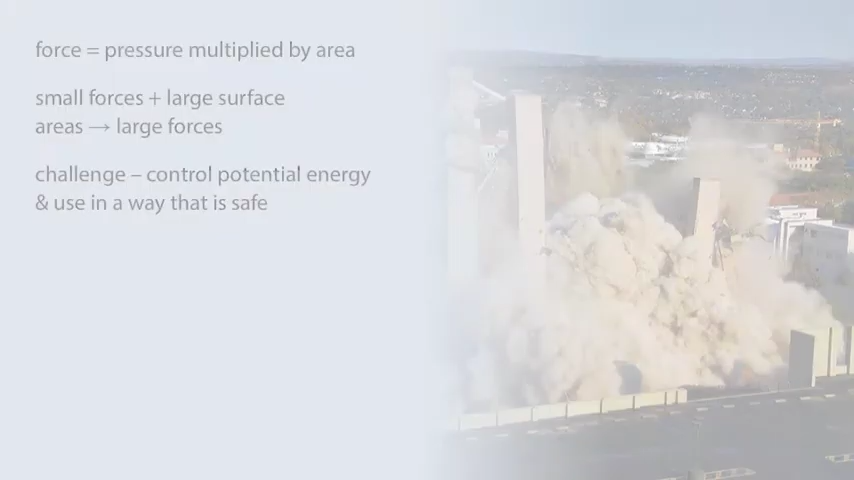 force = pressure multiplied by area
small forces + large surface
areas → large forces
challenge – control potential energy
& use in a way that is safe